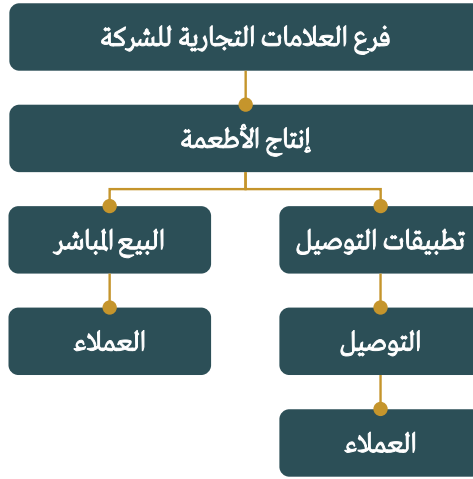 فرع العلامات التجارية للشركة
إنتاج الأطعمة
تطبيقات التوصيل
البيع المباشر
التوصيل
العملاء
العملاء